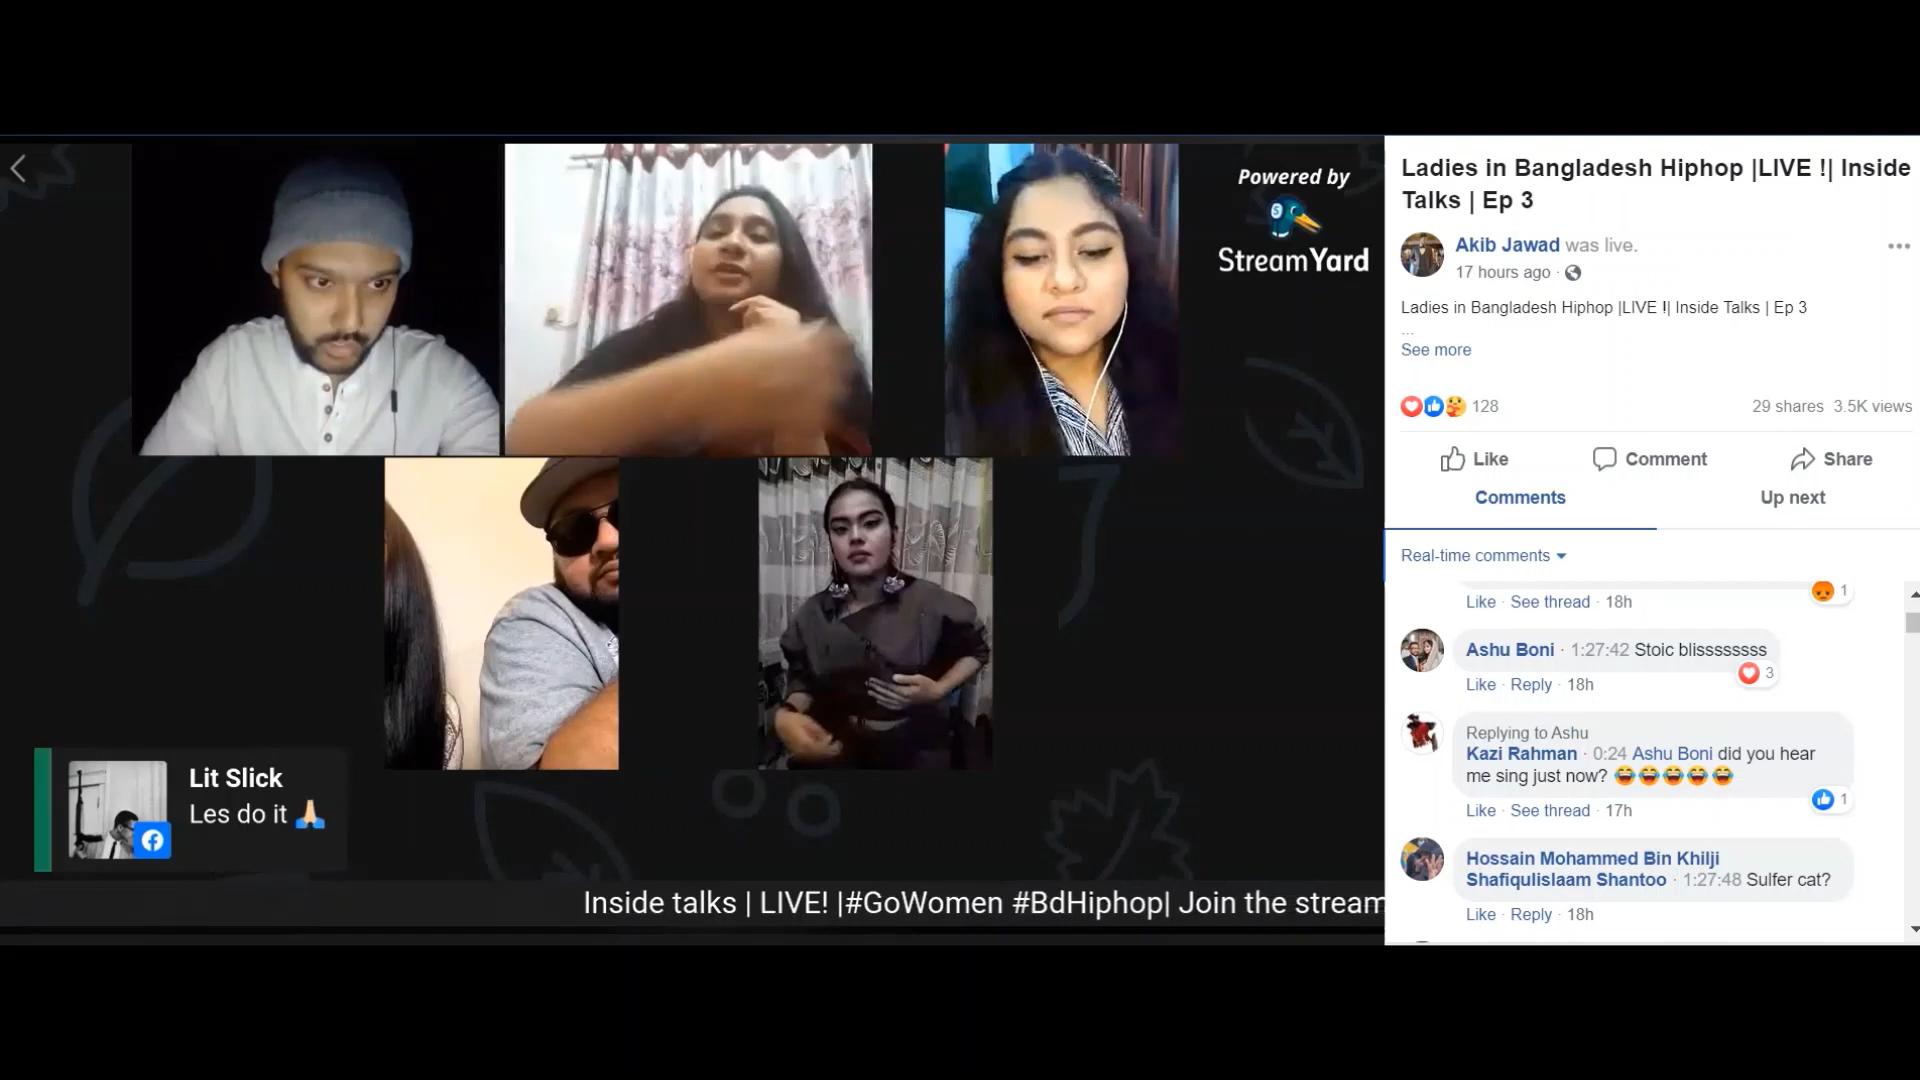 Powered by
StreamYard
Lit Slick
Les do it 🙏
Inside talks | LIVE! |#GoWomen #BdHiphop| Join the stream
Ladies in Bangladesh Hiphop |LIVE !| Inside
Talks | Ep 3
Akib Jawad was live.
17 hours ago ·
Ladies in Bangladesh Hiphop |LIVE !| Inside Talks | Ep 3
...
See more
128
29 shares 3.5K views
Like Comment Share
Comments Up next
Real-time comments
1
Like · See thread · 18h
Ashu Boni · 1:27:42 Stoic blissssssss
3
Like · Reply · 18h
Replying to Ashu
Kazi Rahman · 0:24 Ashu Boni did you hear
me sing just now? 😂😂😂😂😂
1
Like · See thread · 17h
Hossain Mohammed Bin Khilji
Shafiqulislaam Shantoo · 1:27:48 Sulfer cat?
Like · Reply · 18h